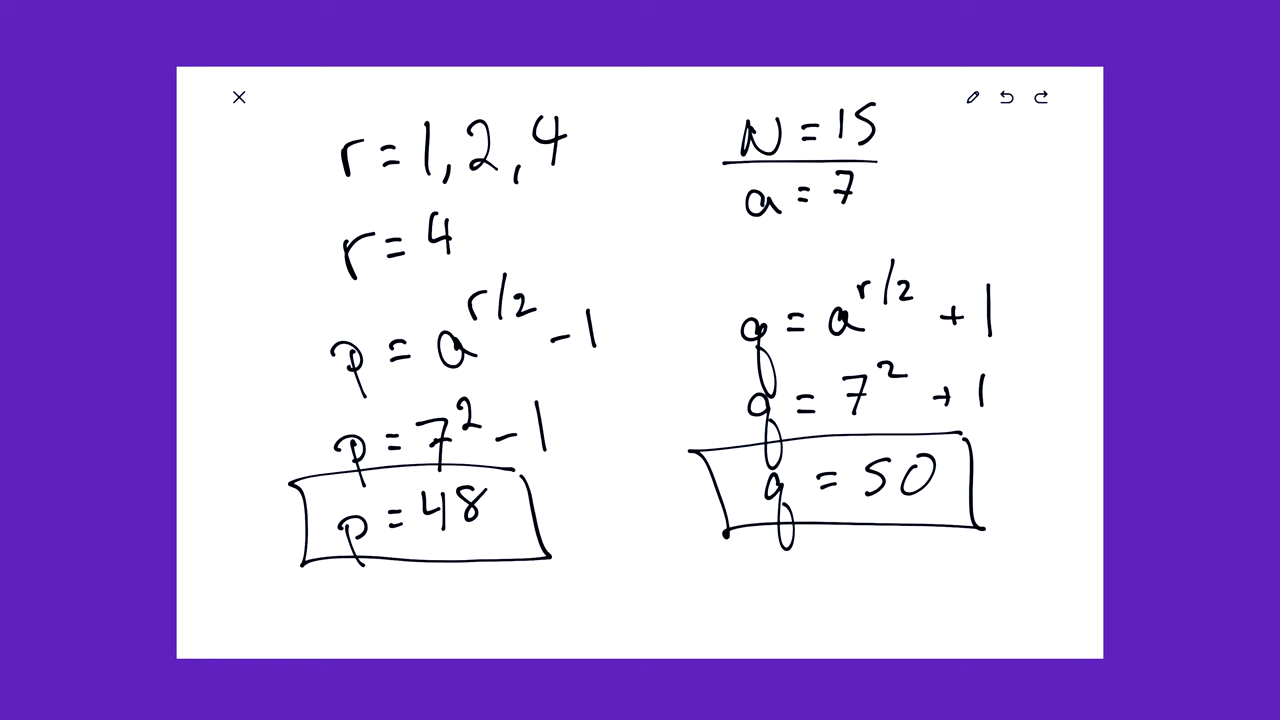 r = 1, 2, 4
r = 4
p = a^{r/2} - 1
p = 7^2 - 1
p = 48
N = 15
a = 7
q = a^{r/2} + 1
q = 7^2 + 1
q = 50